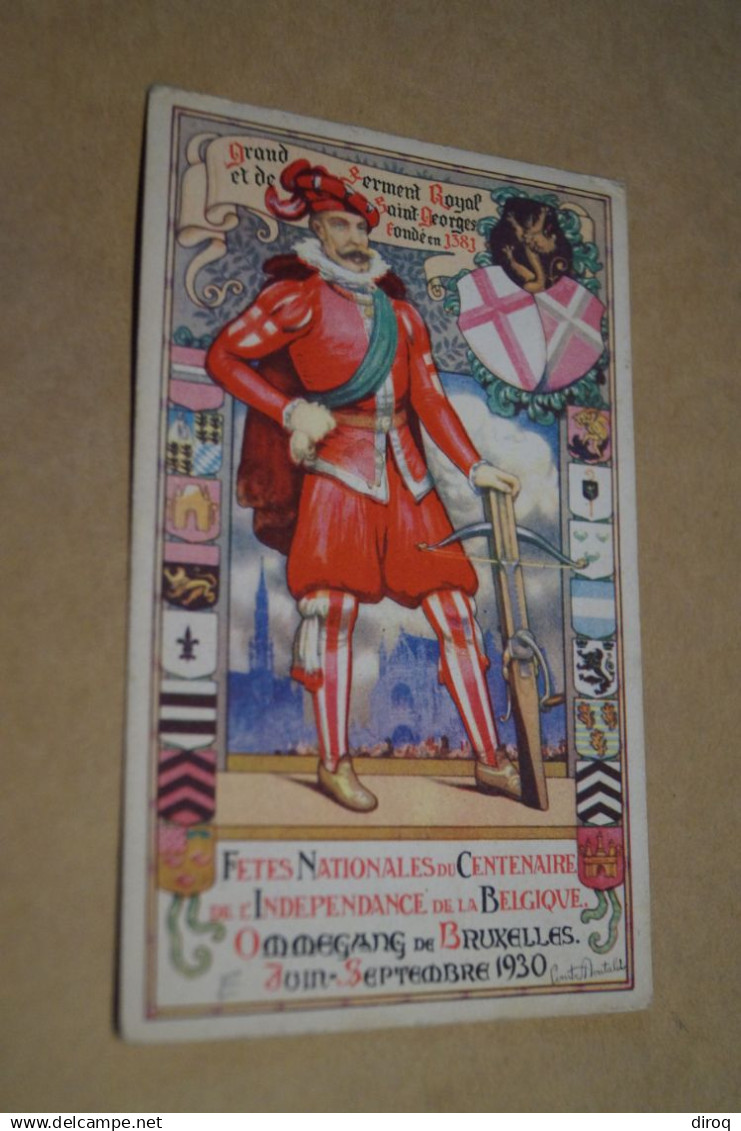 Grand Serment Royal
et de Saint-Georges
fondé en 1381
FETES NATIONALES DU CENTENAIRE
DE L'INDEPENDANCE DE LA BELGIQUE.
OMMEGANG DE BRUXELLES.
JUIN-SEPTEMBRE 1930
E
delcampe.net
diroq